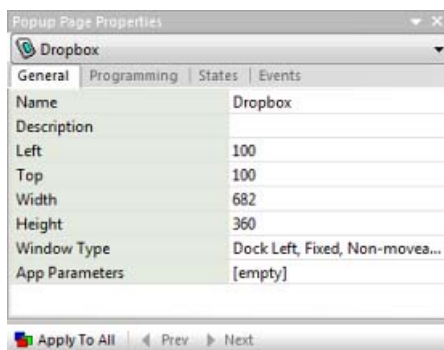 Popup Page Properties
Dropbox
General Programming States Events
Name Dropbox
Description
Left 100
Top 100
Width 682
Height 360
Window Type Dock Left, Fixed, Non-movea...
App Parameters [empty]
Apply To All Prev Next